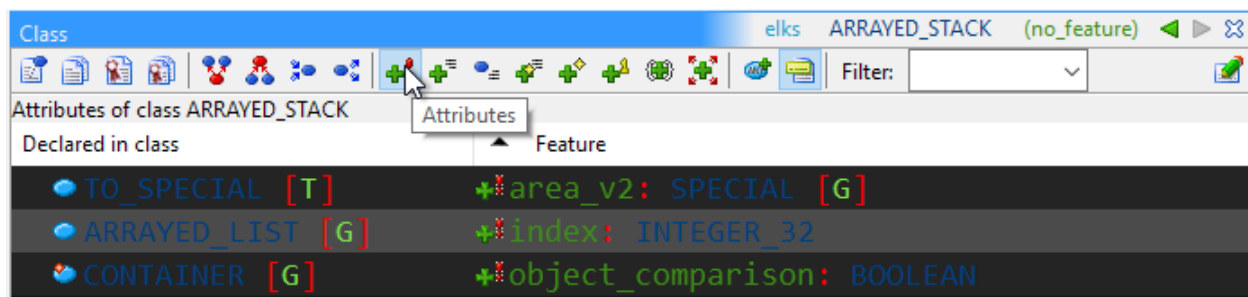 Class elks ARRAYED_STACK (no_feature)
Filter:
Attributes of class ARRAYED_STACK
Attributes
Declared in class Feature
TO_SPECIAL [T] area_v2: SPECIAL [G]
ARRAYED_LIST [G] index: INTEGER_32
CONTAINER [G] object_comparison: BOOLEAN